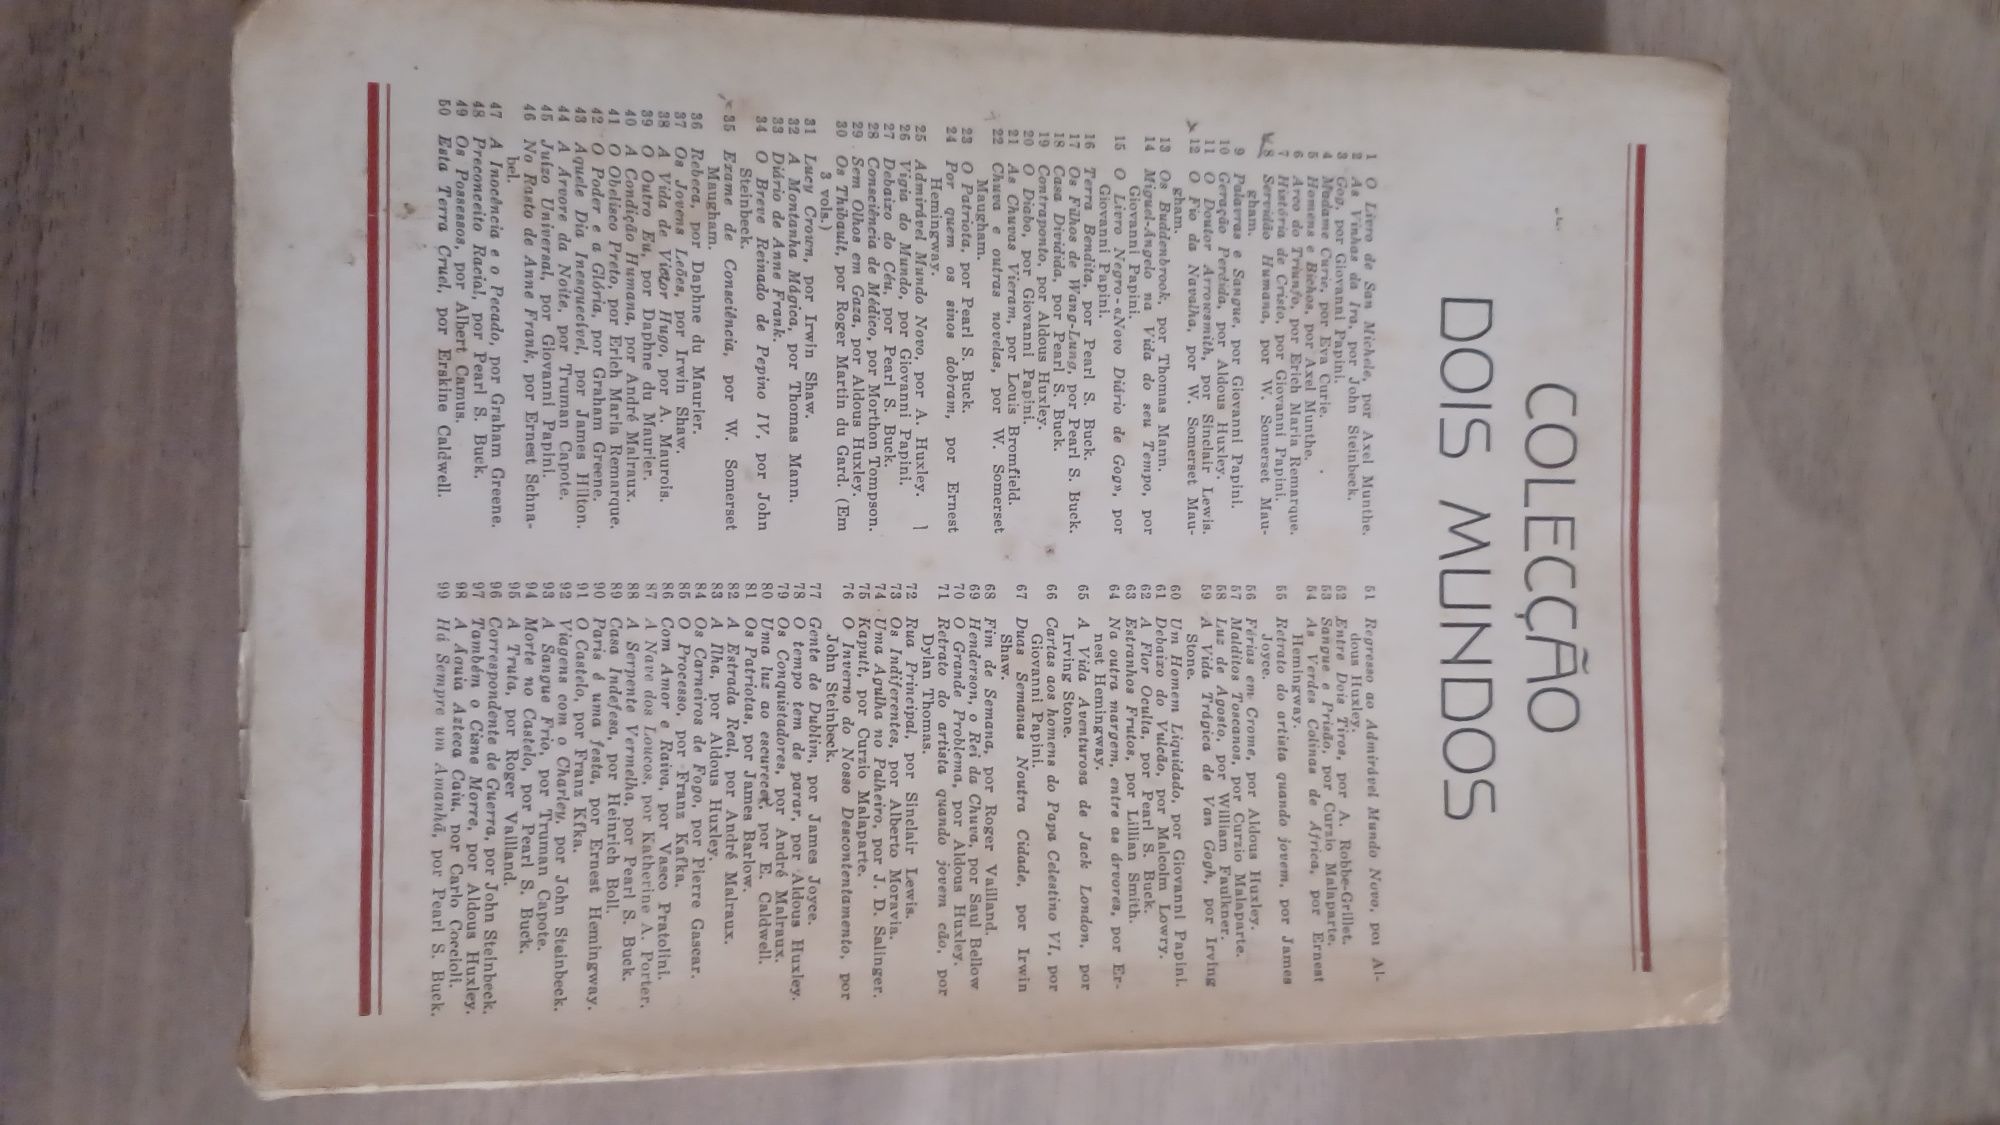 COLECÇÃO
DOIS MUNDOS
1 O Livro de San Michele, por Axel Munthe.
2 As Vinhas da Ira, por John Steinbeck.
3 Gog, por Giovanni Papini.
4 Madame Curie, por Eva Curie.
5 Homens e Bichos, por Axel Munthe.
6 Arco do Triunfo, por Erich Maria Remarque.
7 História de Cristo, por Giovanni Papini.
8 Servidão Humana, por W. Somerset Mau-
gham.
9 Palavras e Sangue, por Giovanni Papini.
10 Geração Perdida, por Aldous Huxley.
11 O Doutor Arrowsmith, por Sinclair Lewis.
12 O Fio da Navalha, por W. Somerset Mau-
gham.
13 Os Buddenbrook, por Thomas Mann.
14 Miguel-Ângelo na Vida do seu Tempo, por
Giovanni Papini.
15 O Livro Negro-«Novo Diário de Gog», por
Giovanni Papini.
16 Terra Bendita, por Pearl S. Buck.
17 Os Filhos de Wang-Lung, por Pearl S. Buck.
18 Casa Dividida, por Pearl S. Buck.
19 Contraponto, por Aldous Huxley.
20 O Diabo, por Giovanni Papini.
21 As Chuvas Vieram, por Louis Bromfield.
22 Chuva e outras novelas, por W. Somerset
Maugham.
23 O Patriota, por Pearl S. Buck.
24 Por quem os sinos dobram, por Ernest
Hemingway.
25 Admirável Mundo Novo, por A. Huxley.
26 Vigia do Mundo, por Giovanni Papini.
27 Debaixo do Céu, por Pearl S. Buck.
28 Consciência de Médico, por Morthon Tompson.
29 Sem Olhos em Gaza, por Aldous Huxley.
30 Os Thibault, por Roger Martin du Gard. (Em
3 vols.)
31 Lucy Crown, por Irwin Shaw.
32 A Montanha Mágica, por Thomas Mann.
33 Diário de Anne Frank.
34 O Breve Reinado de Pepino IV, por John
Steinbeck.
35 Exame de Consciência, por W. Somerset
Maugham.
36 Rebeca, por Daphne du Maurier.
37 Os Jovens Leões, por Irwin Shaw.
38 A Vida de Victor Hugo, por A. Maurois.
39 O Outro Eu, por Daphne du Maurier.
40 A Condição Humana, por André Malraux.
41 O Obelisco Preto, por Erich Maria Remarque.
42 O Poder e a Glória, por Graham Greene.
43 Aquele Dia Inesquecível, por James Hilton.
44 A Árvore da Noite, por Truman Capote.
45 Juízo Universal, por Giovanni Papini.
46 No Rasto de Anne Frank, por Ernest Schna-
bel.
47 A Inocência e o Pecado, por Graham Greene.
48 Preconceito Racial, por Pearl S. Buck.
49 Os Possessos, por Albert Camus.
50 Esta Terra Cruel, por Erskine Caldwell.
51 Regresso ao Admirável Mundo Novo, por Al-
dous Huxley.
52 Entre Dois Tiros, por A. Robbe-Grillet.
53 Sangue e Prisão, por Curzio Malaparte.
54 As Verdes Colinas de África, por Ernest
Hemingway.
55 Retrato do artista quando jovem, por James
Joyce.
56 Férias em Crome, por Aldous Huxley.
57 Malditos Toscanos, por Curzio Malaparte.
58 Luz de Agosto, por William Faulkner.
59 A Vida Trágica de Van Gogh, por Irving
Stone.
60 Um Homem Liquidado, por Giovanni Papini.
61 Debaixo do Vulcão, por Malcolm Lowry.
62 A Flor Oculta, por Pearl S. Buck.
63 Estranhos Frutos, por Lillian Smith.
64 Na outra margem, entre as árvores, por Er-
nest Hemingway.
65 A Vida Aventurosa de Jack London, por
Irving Stone.
66 Cartas aos homens do Papa Celestino VI, por
Giovanni Papini.
67 Duas Semanas Noutra Cidade, por Irwin
Shaw.
68 Fim de Semana, por Roger Vailland.
69 Henderson, o Rei da Chuva, por Saul Bellow
70 O Grande Problema, por Aldous Huxley.
71 Retrato do artista quando jovem cão, por
Dylan Thomas.
72 Rua Principal, por Sinclair Lewis.
73 Os Indiferentes, por Alberto Moravia.
74 Uma Agulha no Palheiro, por J. D. Salinger.
75 Kaputt, por Curzio Malaparte.
76 O Inverno do Nosso Descontentamento, por
John Steinbeck.
77 Gente de Dublim, por James Joyce.
78 O tempo tem de parar, por Aldous Huxley.
79 Os Conquistadores, por André Malraux.
80 Uma luz ao escurecer, por E. Caldwell.
81 Os Patriotas, por James Barlow.
82 A Estrada Real, por André Malraux.
83 A Ilha, por Aldous Huxley.
84 Os Carneiros de Fogo, por Pierre Gascar.
85 O Processo, por Franz Kafka.
86 Com Amor e Raiva, por Vasco Pratolini.
87 A Nave dos Loucos, por Katherine A. Porter.
88 A Serpente Vermelha, por Pearl S. Buck.
89 Casa Indefesa, por Heinrich Boll.
90 Paris é uma festa, por Ernest Hemingway.
91 O Castelo, por Franz Kfka.
92 Viagens com o Charley, por John Steinbeck.
93 A Sangue Frio, por Truman Capote.
94 Morte no Castelo, por Pearl S. Buck.
95 A Truta, por Roger Vailland.
96 Correspondente de Guerra, por John Steinbeck.
97 Também o Cisne Morre, por Aldous Huxley.
98 A Águia Azteca Caiu, por Carlo Coccioli.
99 Há Sempre um Amanhã, por Pearl S. Buck.